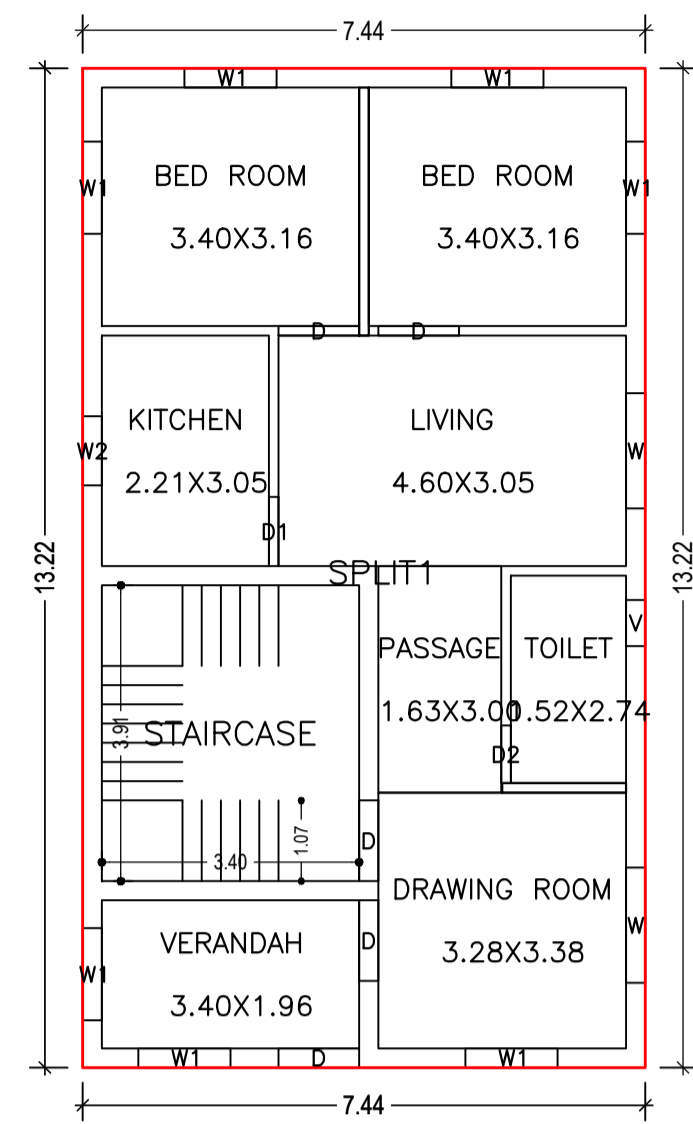 7.44
W1 W1
BED ROOM BED ROOM
W1 W1
3.40X3.16 3.40X3.16
D D
KITCHEN LIVING
W2 W
2.21X3.05 4.60X3.05
D1
13.22 13.22
SPLIT1
V
PASSAGE TOILET
1.63X3.00 1.52X2.74
3.91 STAIRCASE
D2
1.07 D
3.40
DRAWING ROOM
W
VERANDAH D
3.28X3.38
W1
3.40X1.96
W1 D W1
7.44